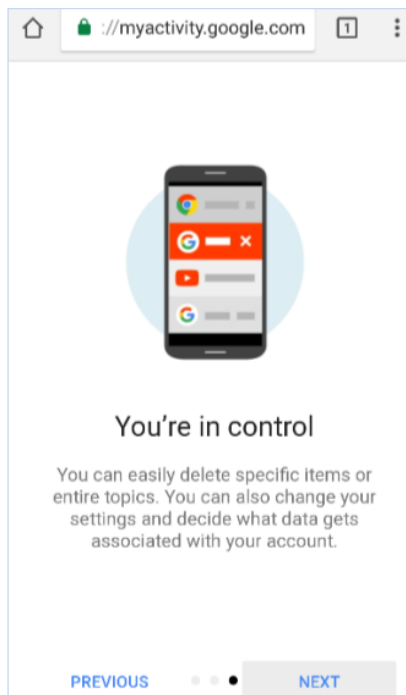 ://myactivity.google.com 1
You're in control
You can easily delete specific items or
entire topics. You can also change your
settings and decide what data gets
associated with your account.
PREVIOUS NEXT